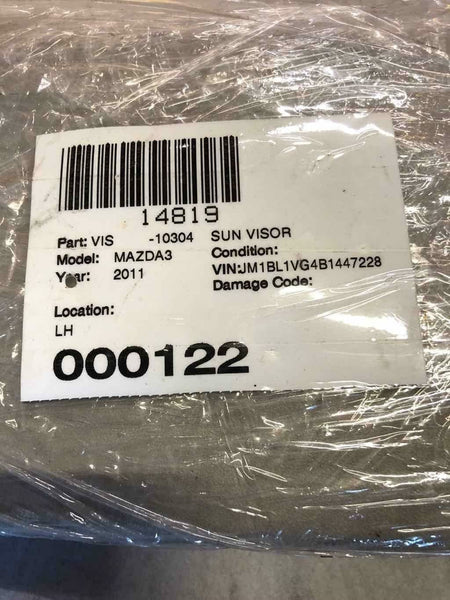 14819
Part: VIS -10304 SUN VISOR
Model: MAZDA3 Condition:
Year: 2011 VIN:JM1BL1VG4B1447228
Damage Code:
Location:
LH
000122